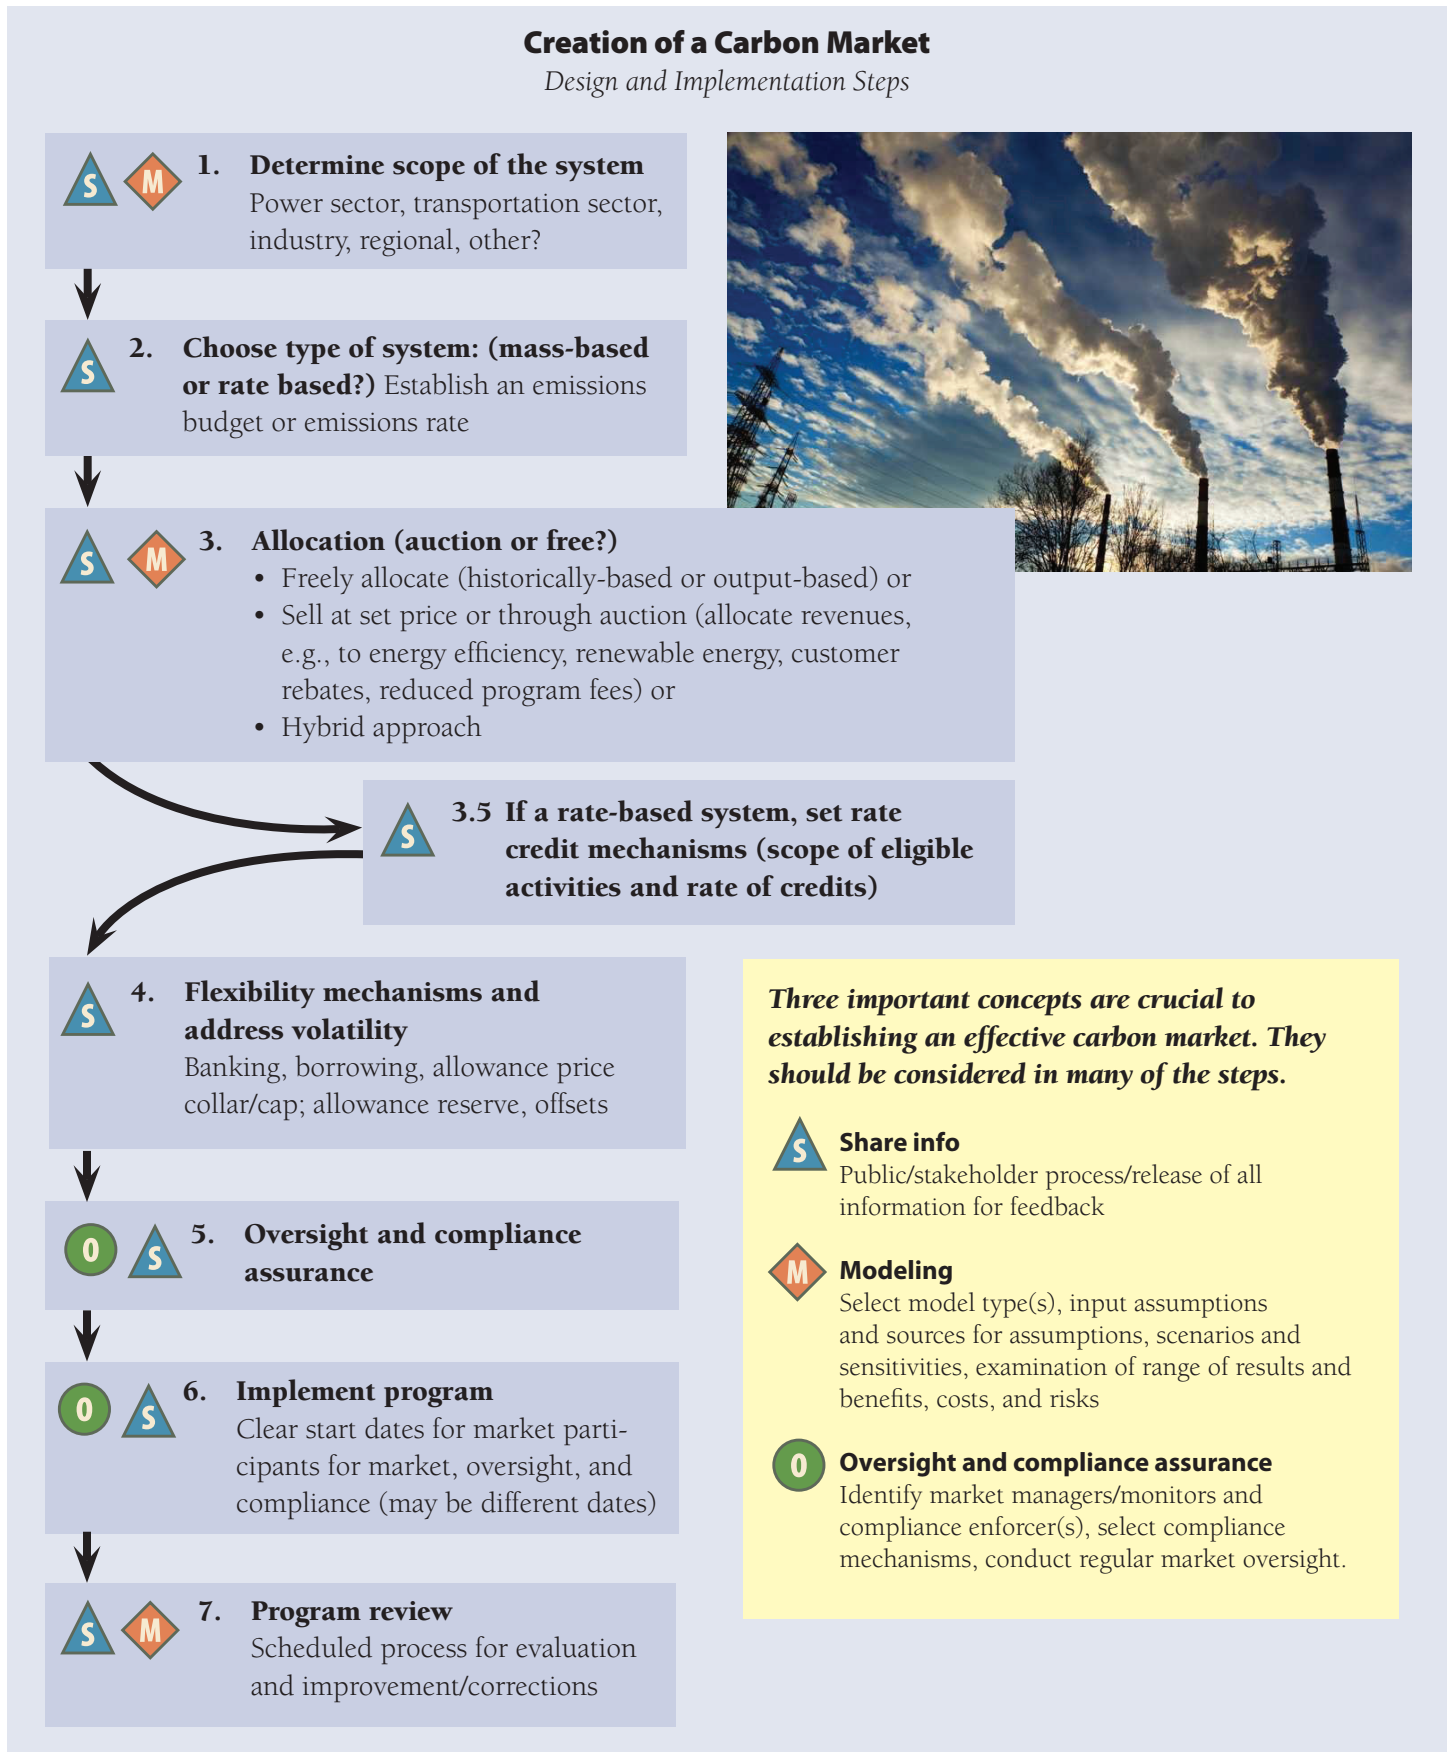 Creation of a Carbon Market
Design and Implementation Steps
S M 1. Determine scope of the system
Power sector, transportation sector,
industry, regional, other?
S 2. Choose type of system: (mass-based
or rate based?) Establish an emissions
budget or emissions rate
S M 3. Allocation (auction or free?)
• Freely allocate (historically-based or output-based) or
• Sell at set price or through auction (allocate revenues,
e.g., to energy efficiency, renewable energy, customer
rebates, reduced program fees) or
• Hybrid approach
S 3.5 If a rate-based system, set rate
credit mechanisms (scope of eligible
activities and rate of credits)
S 4. Flexibility mechanisms and
address volatility
Banking, borrowing, allowance price
collar/cap; allowance reserve, offsets
O S 5. Oversight and compliance
assurance
O S 6. Implement program
Clear start dates for market parti-
cipants for market, oversight, and
compliance (may be different dates)
S M 7. Program review
Scheduled process for evaluation
and improvement/corrections
Three important concepts are crucial to
establishing an effective carbon market. They
should be considered in many of the steps.
S Share info
Public/stakeholder process/release of all
information for feedback
M Modeling
Select model type(s), input assumptions
and sources for assumptions, scenarios and
sensitivities, examination of range of results and
benefits, costs, and risks
O Oversight and compliance assurance
Identify market managers/monitors and
compliance enforcer(s), select compliance
mechanisms, conduct regular market oversight.